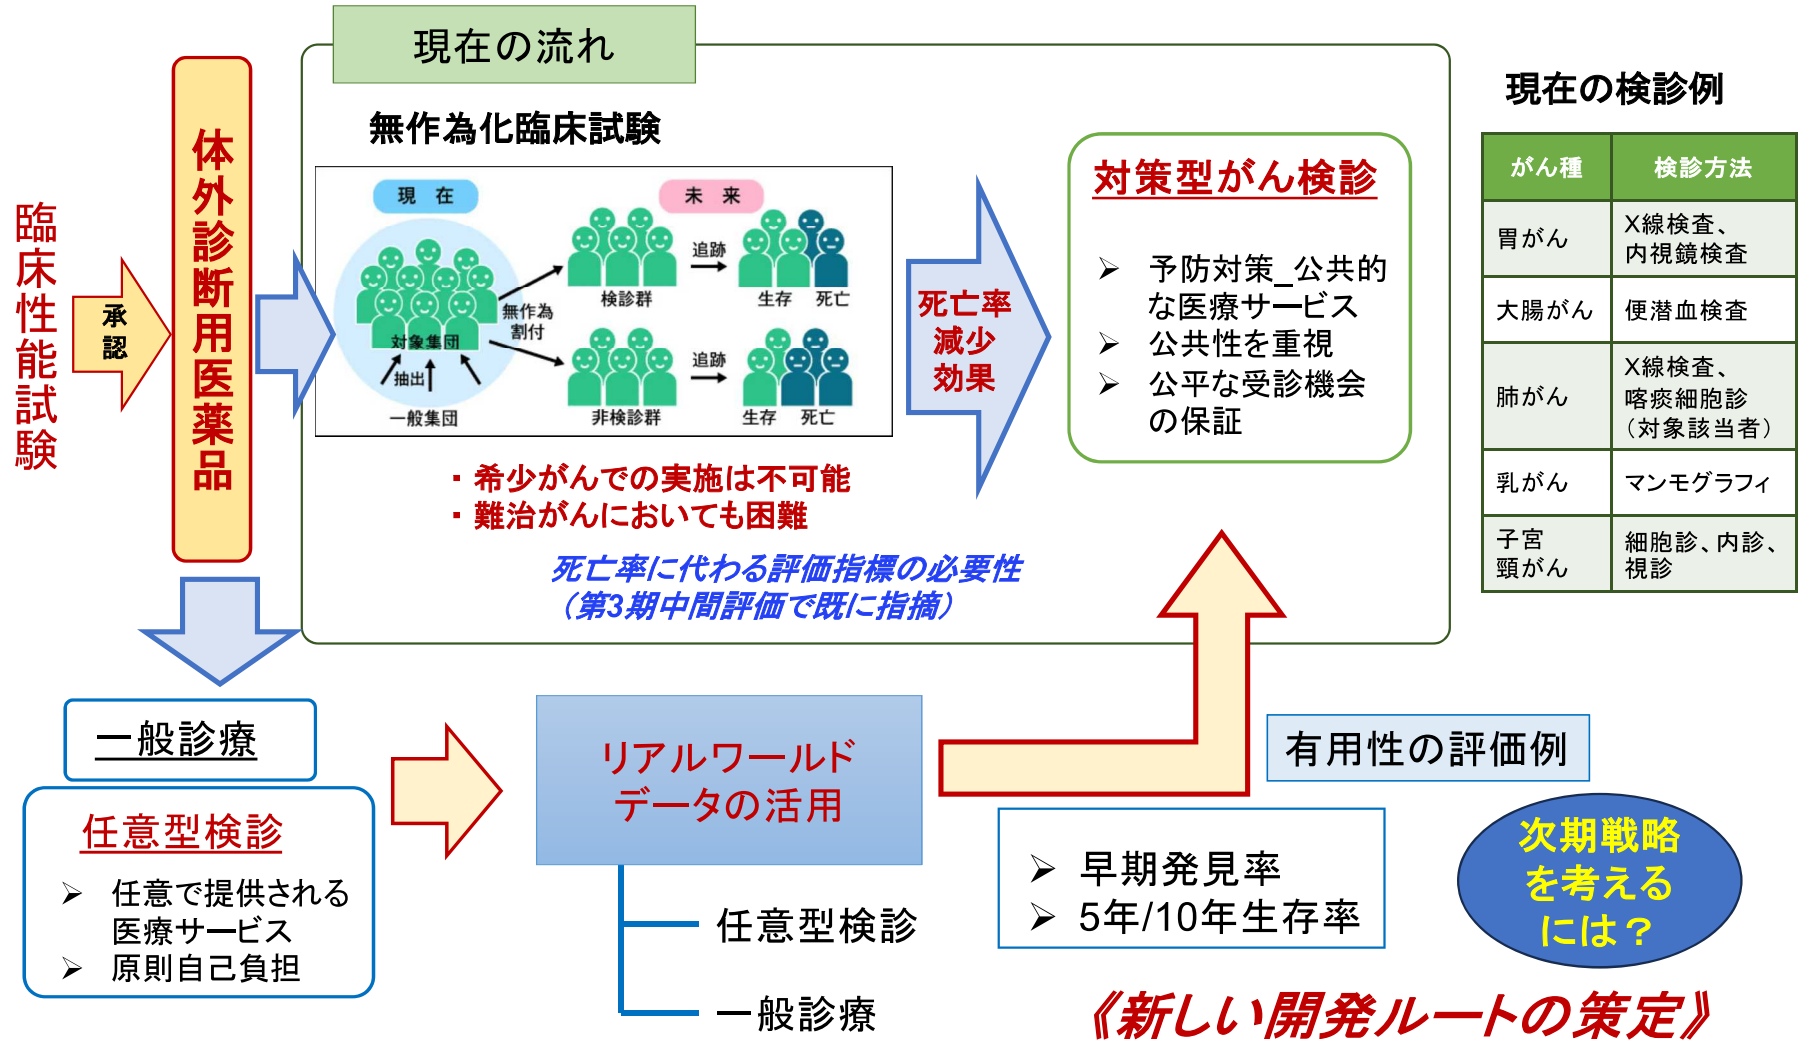 現在の流れ
臨床性能試験
承
認
体外診断用医薬品
無作為化臨床試験
現 在
未 来
対象集団
抽出
一般集団
無作為
割付
検診群
追跡
生存
死亡
非検診群
追跡
生存
死亡
・希少がんでの実施は不可能
・難治がんにおいても困難
死亡率に代わる評価指標の必要性
（第3期中間評価で既に指摘）
死亡率
減少
効果
対策型がん検診
➢ 予防対策_公共的
な医療サービス
➢ 公共性を重視
➢ 公平な受診機会
の保証
現在の検診例
がん種 検診方法
胃がん X線検査、
内視鏡検査
大腸がん 便潜血検査
肺がん X線検査、
喀痰細胞診
（対象該当者）
乳がん マンモグラフィ
子宮
頸がん
細胞診、内診、
視診
一般診療
任意型検診
➢ 任意で提供される
医療サービス
➢ 原則自己負担
リアルワールド
データの活用
任意型検診
一般診療
有用性の評価例
➢ 早期発見率
➢ 5年/10年生存率
次期戦略
を考える
には？
《新しい開発ルートの策定》